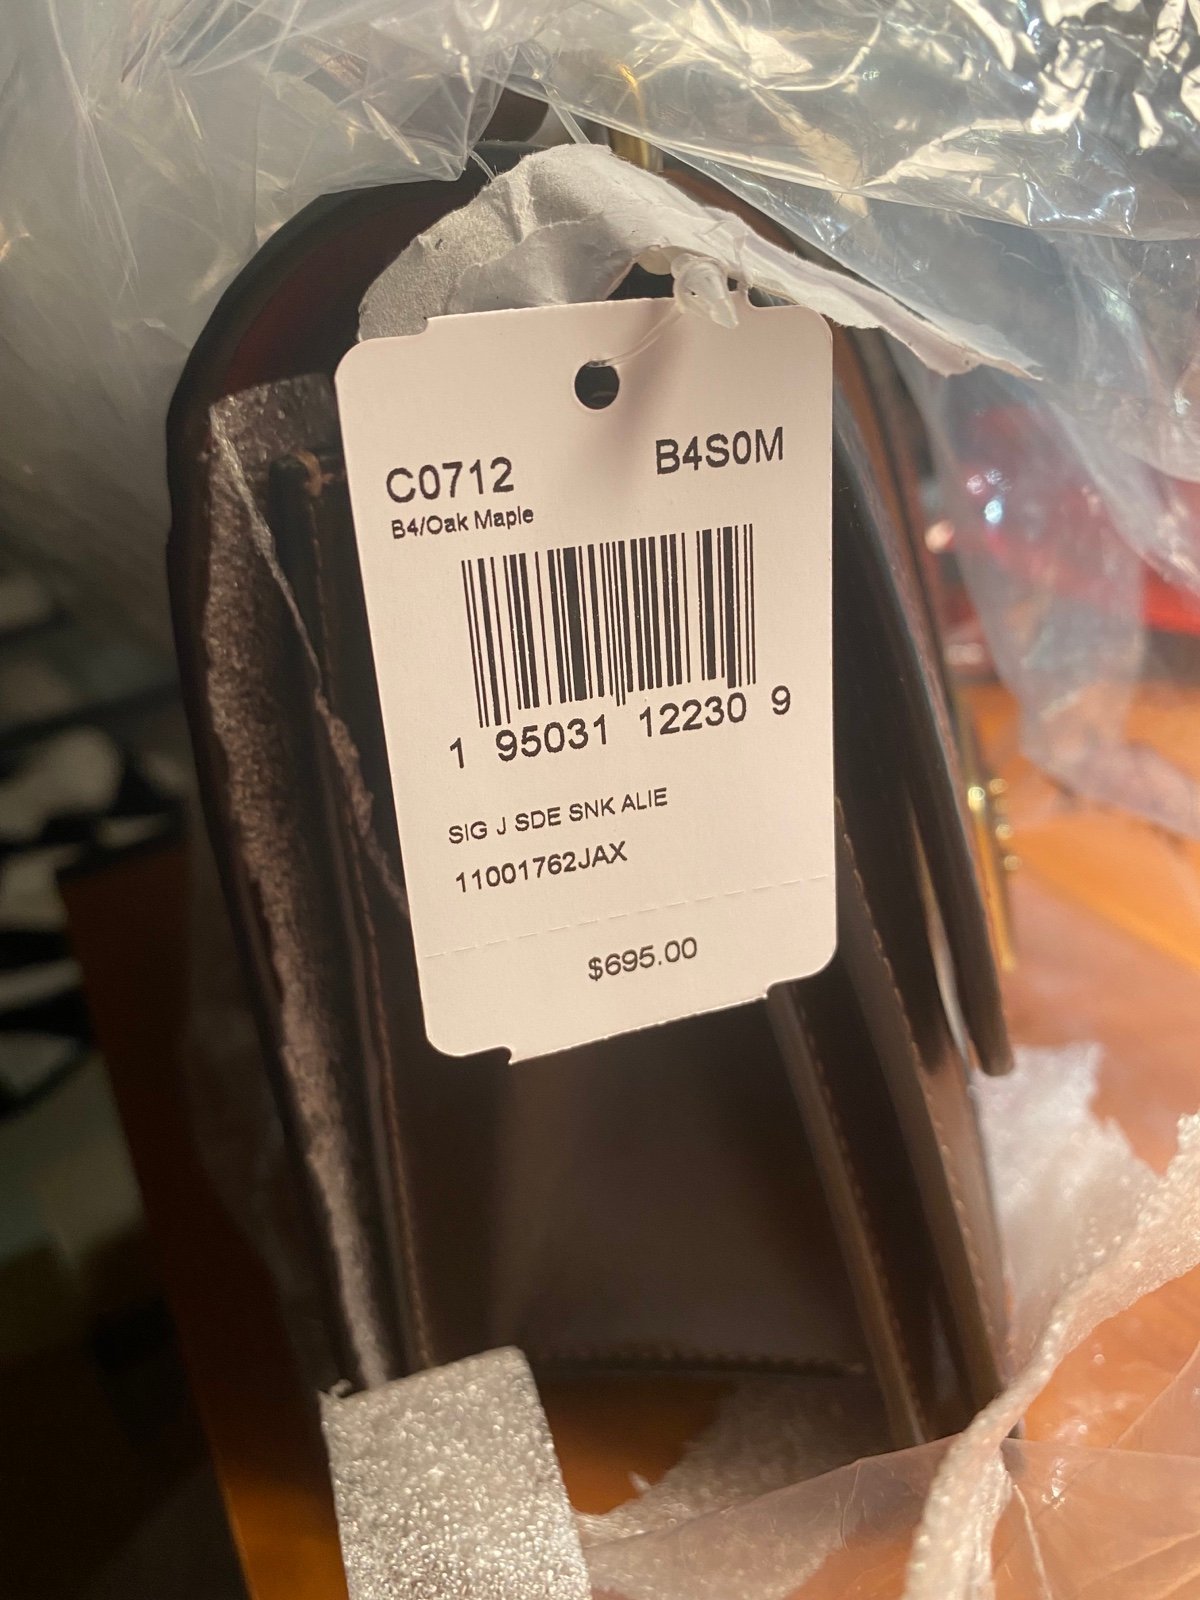 C0712 B4S0M
B4/Oak Maple
1 95031 12230 9
SIG J SDE SNK ALIE
11001762JAX
$695.00